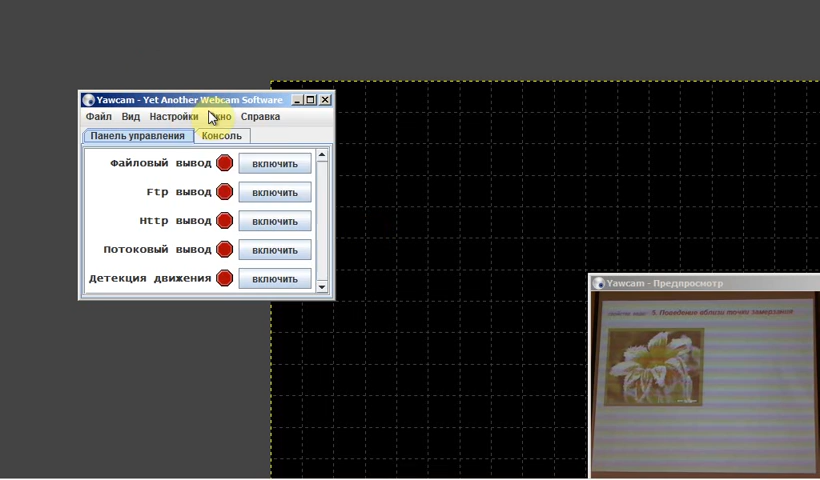 Yawcam - Yet Another Webcam Software
Файл Вид Настройки Окно Справка
Панель управления Консоль
Файловый вывод включить
Ftp вывод включить
Http вывод включить
Потоковый вывод включить
Детекция движения включить
Yawcam - Предпросмотр
5. Поведение вблизи точки замерзания